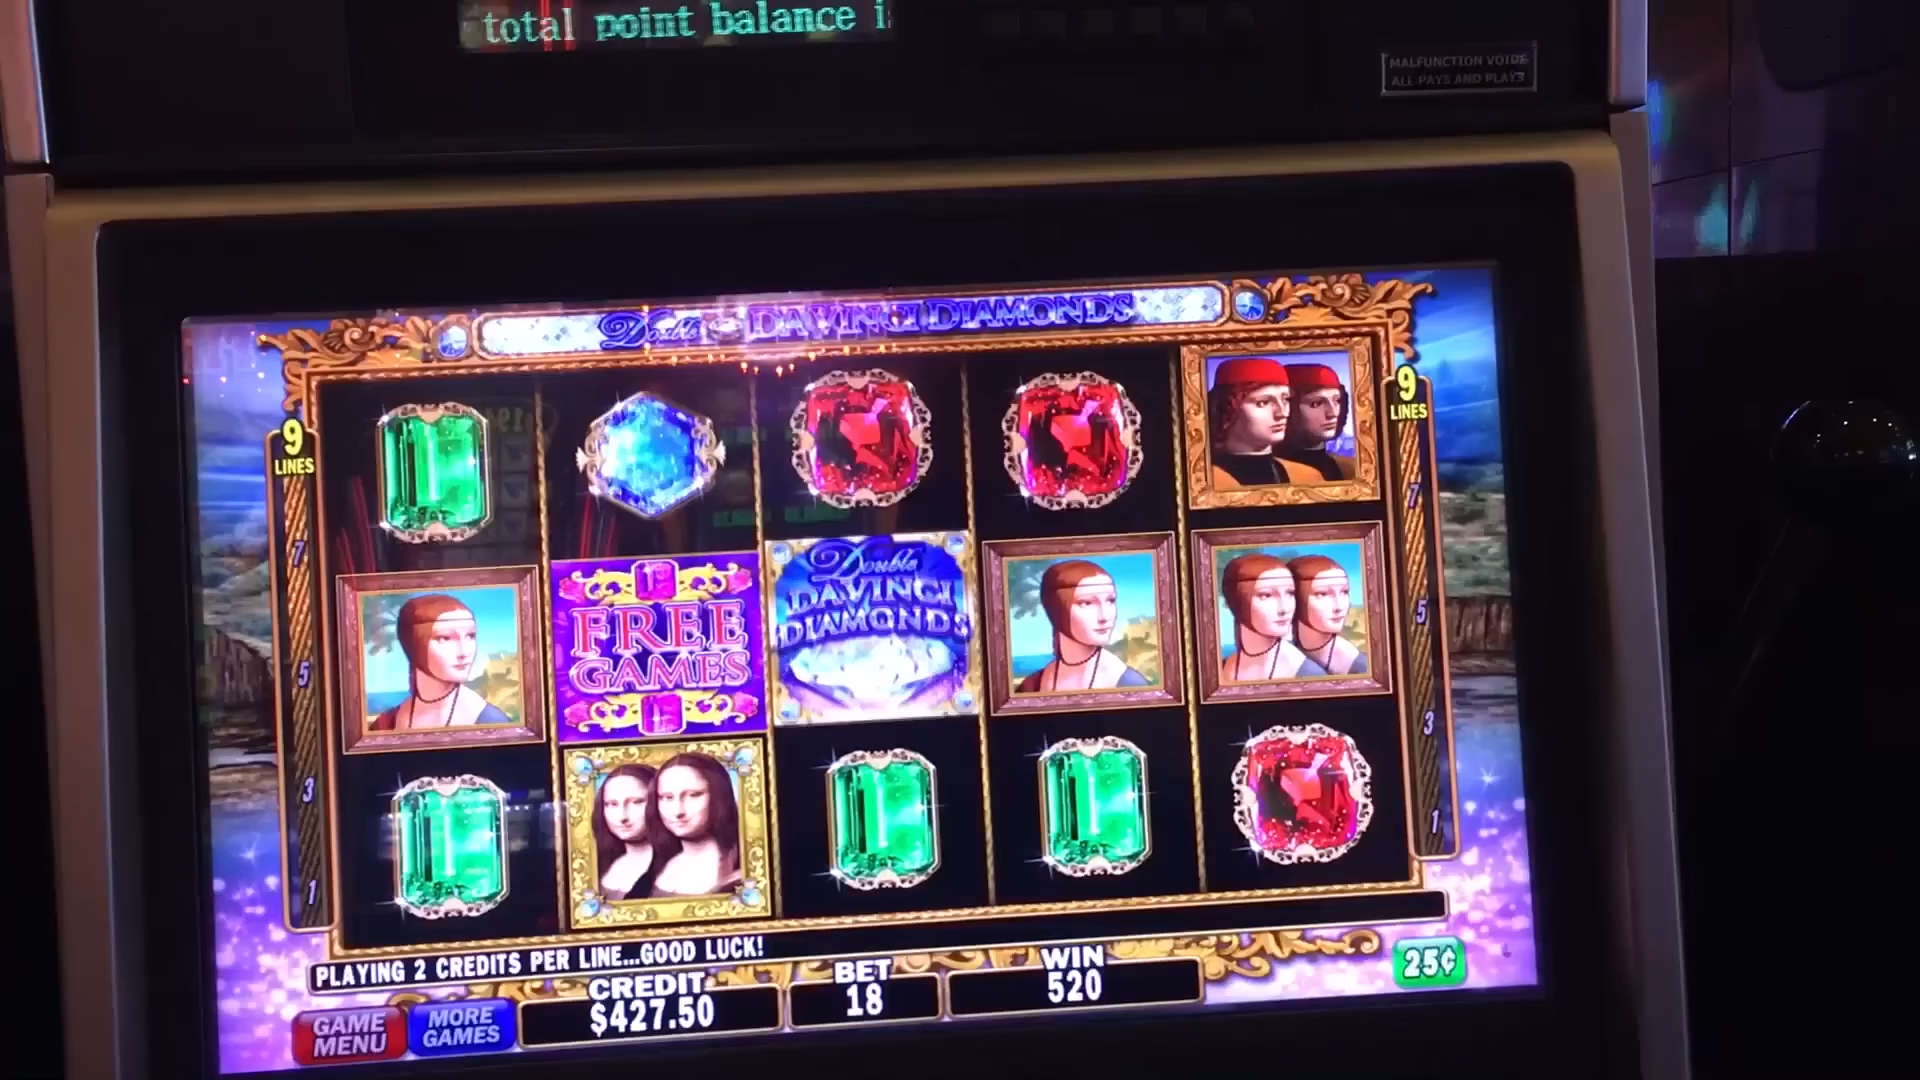 total point balance i
MALFUNCTION VOIDS
ALL PAYS AND PLAYS
Double DAVINCI DIAMONDS
9
LINES
9
LINES
7
7
5
5
3
3
1
1
FREE
GAMES
Double
DAVINCI
DIAMONDS
PLAYING 2 CREDITS PER LINE...GOOD LUCK!
GAME
MENU
MORE
GAMES
CREDIT
$427.50
BET
18
WIN
520
25¢